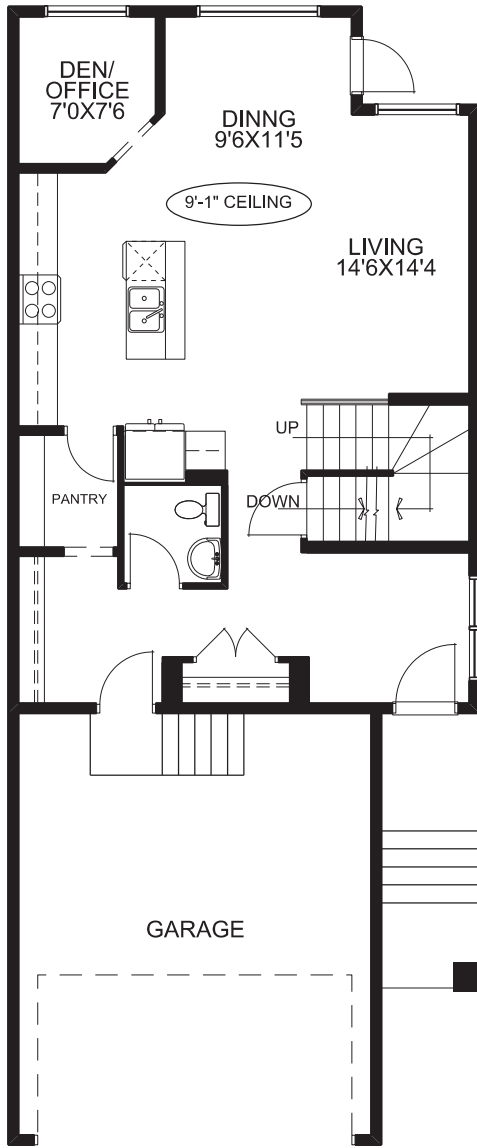 DEN/
OFFICE
7'0X7'6
DINNG
9'6X11'5
9'-1" CEILING
LIVING
14'6X14'4
UP
DOWN
PANTRY
GARAGE